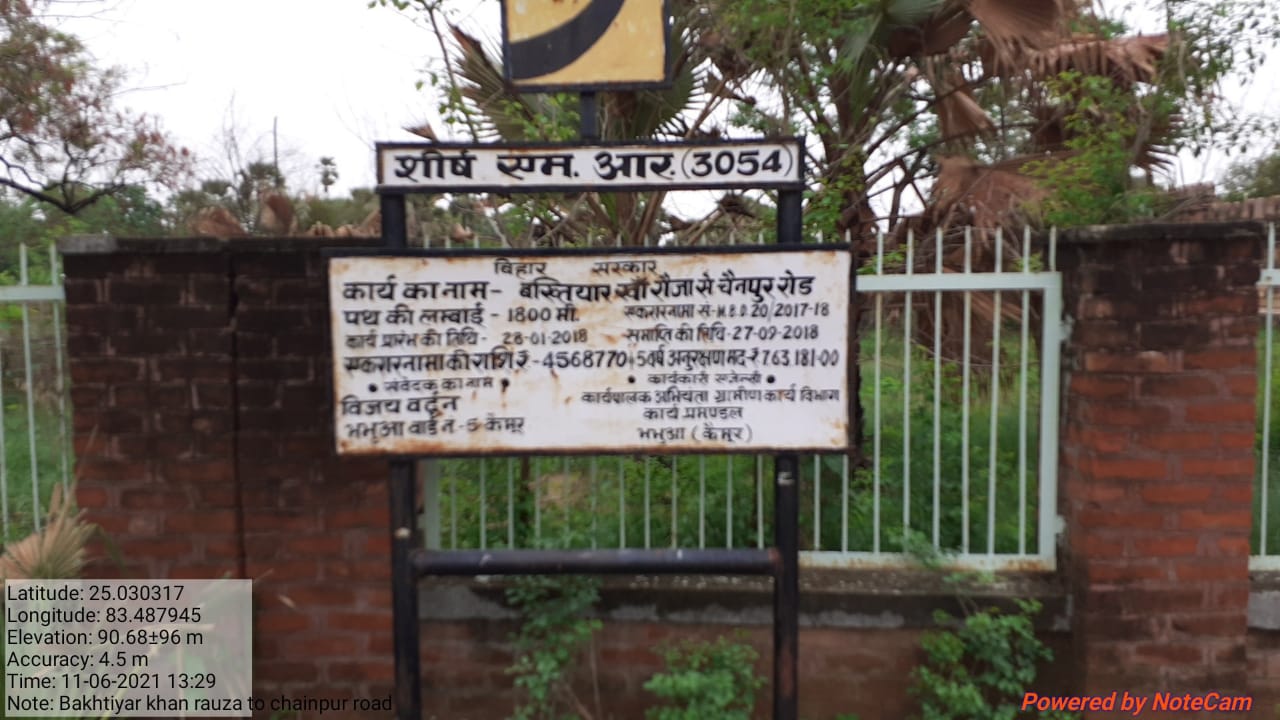 शीर्ष एम. आर. (3054)
बिहार सरकार
कार्य का नाम- बख्तियार खाँ रौजा से चैनपुर रोड
पथ की लम्बाई - 1800 मी. एकरारनामा सं.-M.B.D 20/2017-18
कार्य प्रारंभ की तिथि- 28-01-2018 समाप्ति की तिथि-27-09-2018
एकरारनामा की राशि ₹-4568770+5वर्ष अनुरक्षण मद-₹763181-00
• संवेदक का नाम • • कार्यकारी एजेन्सी •
विजय वर्द्धन कार्यपालक अभियंता ग्रामीण कार्य विभाग
कार्य प्रमण्डल
भभुआ वार्ड न.-5 कैमूर भभुआ (कैमूर)
Latitude: 25.030317
Longitude: 83.487945
Elevation: 90.68±96 m
Accuracy: 4.5 m
Time: 11-06-2021 13:29
Note: Bakhtiyar khan rauza to chainpur road
Powered by NoteCam